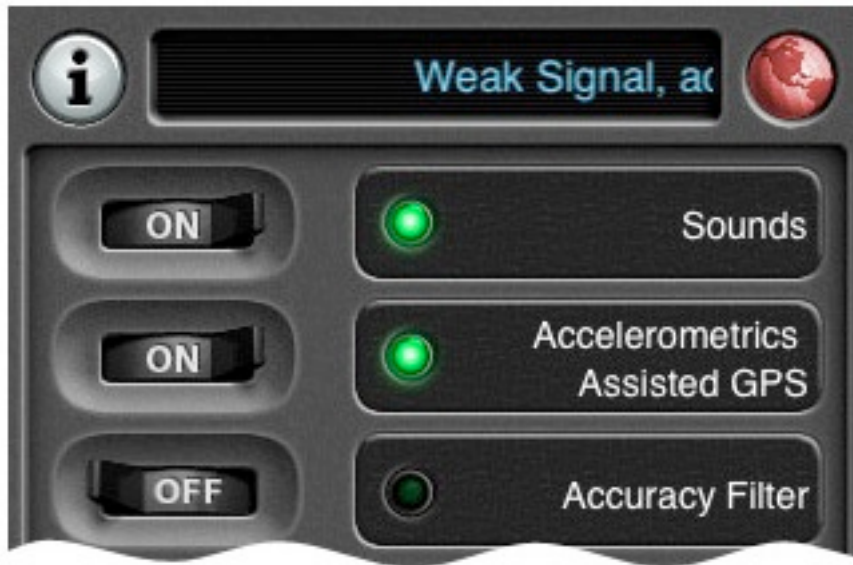 i
Weak Signal,
ON
Sounds
ON
Accelerometrics
Assisted GPS
OFF
Accuracy Filter